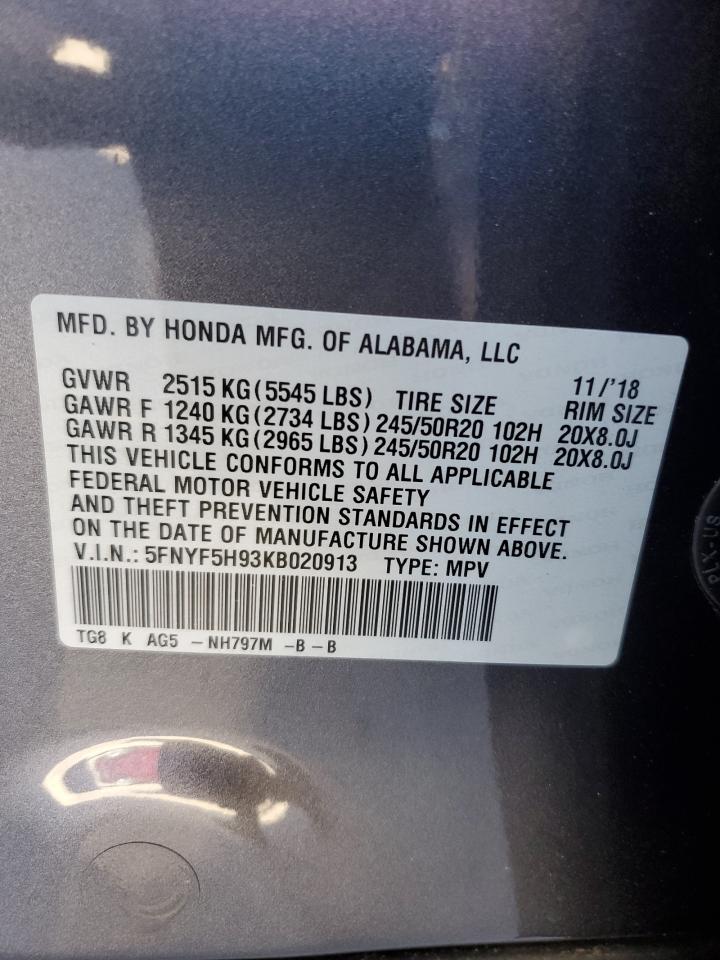 MFD. BY HONDA MFG. OF ALABAMA, LLC
11/'18
GVWR 2515 KG(5545 LBS) TIRE SIZE RIM SIZE
GAWR F 1240 KG(2734 LBS) 245/50R20 102H 20X8.0J
GAWR R 1345 KG(2965 LBS) 245/50R20 102H 20X8.0J
THIS VEHICLE CONFORMS TO ALL APPLICABLE
FEDERAL MOTOR VEHICLE SAFETY
AND THEFT PREVENTION STANDARDS IN EFFECT
ON THE DATE OF MANUFACTURE SHOWN ABOVE.
V.I.N.: 5FNYF5H93KB020913 TYPE: MPV
TG8 K AG5 -NH797M -B-B